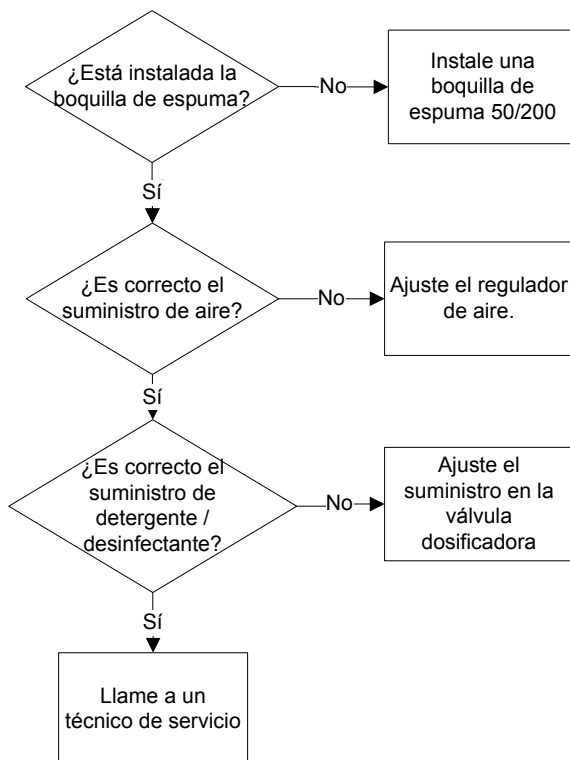 ¿Está instalada la
boquilla de espuma?
No
Instale una
boquilla de
espuma 50/200
Sí
¿Es correcto el
suministro de aire?
No
Ajuste el regulador
de aire.
Sí
¿Es correcto el
suministro de
detergente /
desinfectante?
No
Ajuste el
suministro en la
válvula
dosificadora
Sí
Llame a un
técnico de servicio